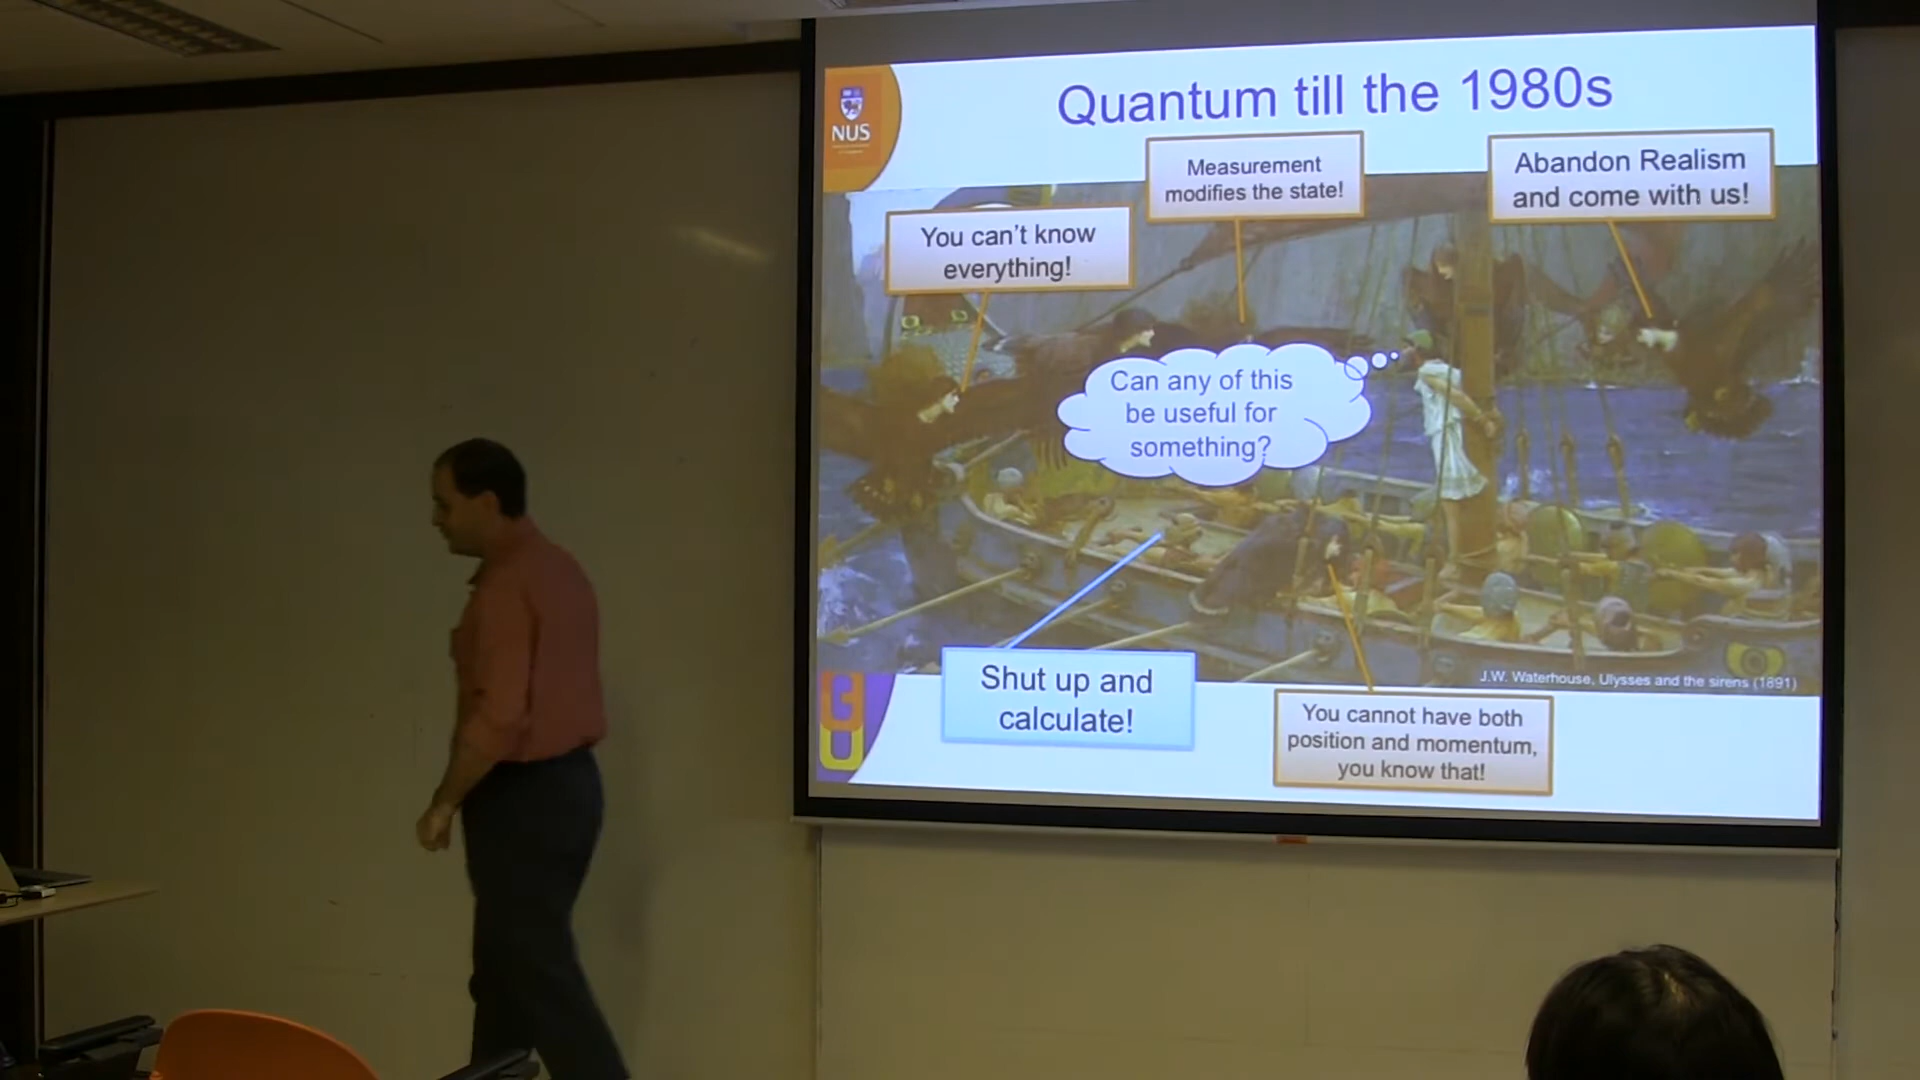 Quantum till the 1980s
NUS
Measurement
modifies the state!
Abandon Realism
and come with us!
You can't know
everything!
Can any of this
be useful for
something?
Shut up and
calculate!
J.W. Waterhouse, Ulysses and the sirens (1891)
You cannot have both
position and momentum,
you know that!